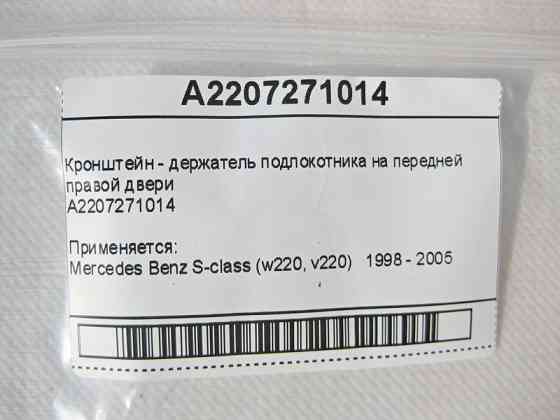 A2207271014
Кронштейн - держатель подлокотника на передней
правой двери
A2207271014
Применяется:
Mercedes Benz S-class (w220, v220) 1998 - 2005